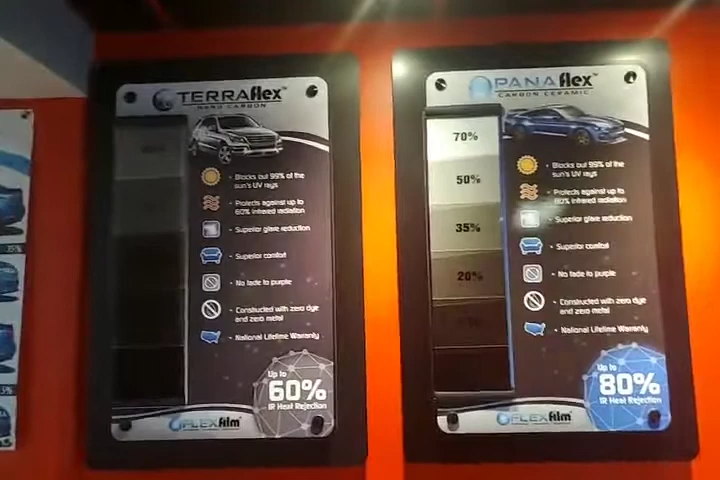 TERRAflex™
NANO CARBON
Blocks out 99% of the
sun's UV rays
Protects against up to
60% infrared radiation
Superior glare reduction
Superior comfort
No fade to purple
Constructed with zero dye
and zero metal
National Lifetime Warranty
Up to
60%
IR Heat Rejection
FLEXfilm
PANAflex™
CARBON CERAMIC
70%
50%
35%
20%
Blocks out 99% of the
sun's UV rays
Protects against up to
80% infrared radiation
Superior glare reduction
Superior comfort
No fade to purple
Constructed with zero dye
and zero metal
National Lifetime Warranty
Up to
80%
IR Heat Rejection
FLEXfilm
35%